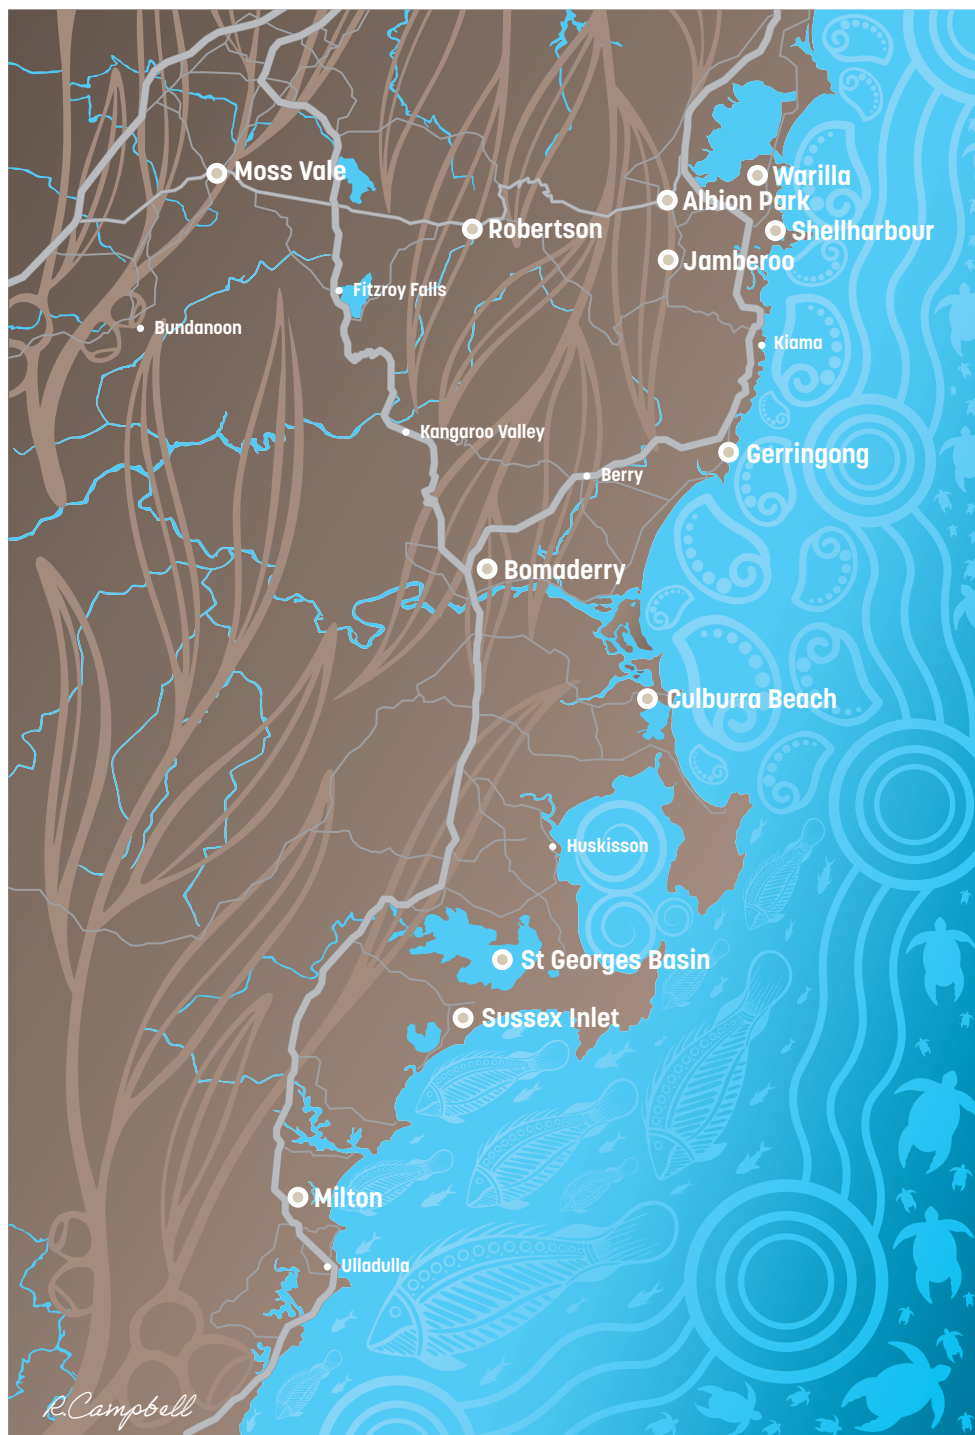 Moss Vale
Warilla
Albion Park
Robertson
Shellharbour
Jamberoo
Fitzroy Falls
Bundanoon
Kiama
Kangaroo Valley
Gerringong
Berry
Bomaderry
Culburra Beach
Huskisson
St Georges Basin
Sussex Inlet
Milton
Ulladulla
R.Campbell